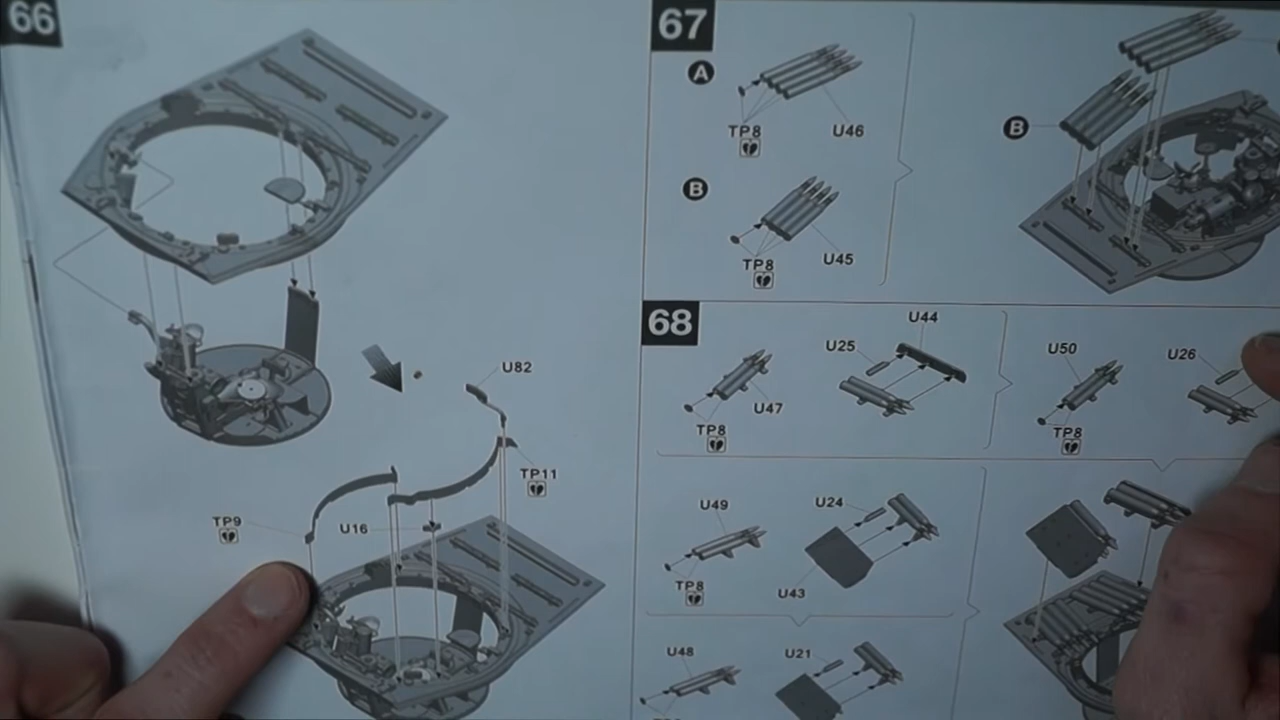 66
U82
TP11
TP9
U16
67
A
TP8
U46
B
TP8
U45
B
68
U44
U25
U47
TP8
U50
U26
TP8
U49
U24
TP8
U43
U48
U21